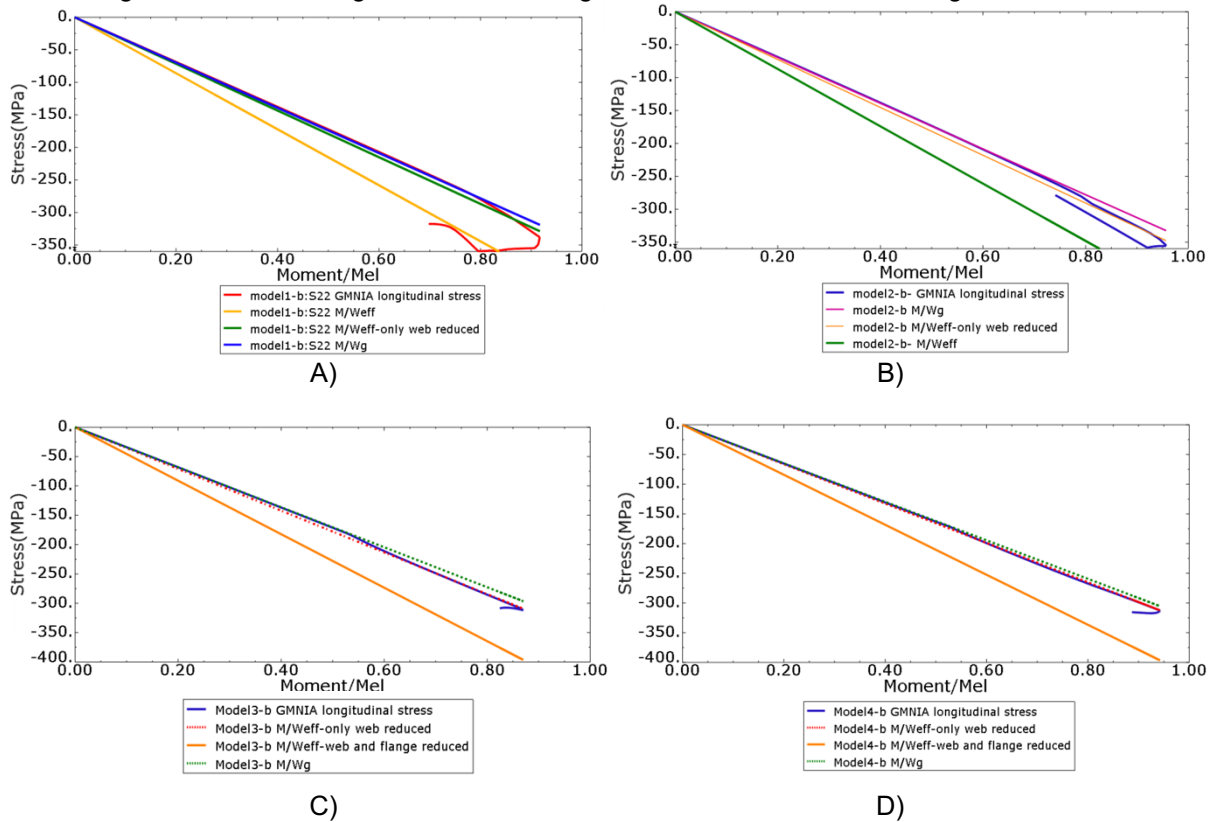 0.
-50.
-100.
-150.
-200.
-250.
-300.
-350.
Stress(MPa)
0.00 0.20 0.40 0.60 0.80 1.00
Moment/Mel
model1-b:S22 GMNIA longitudinal stress
model1-b:S22 M/Weff
model1-b:S22 M/Weff-only web reduced
model1-b:S22 M/Wg
A)
0.
-50.
-100.
-150.
-200.
-250.
-300.
-350.
Stress(MPa)
0.00 0.20 0.40 0.60 0.80 1.00
Moment/Mel
model2-b- GMNIA longitudinal stress
model2-b M/Wg
model2-b M/Weff-only web reduced
model2-b- M/Weff
B)
0.
-50.
-100.
-150.
-200.
-250.
-300.
-350.
-400.
Stress(MPa)
0.00 0.20 0.40 0.60 0.80 1.00
Moment/Mel
Model3-b GMNIA longitudinal stress
Model3-b M/Weff-only web reduced
Model3-b M/Weff-web and flange reduced
Model3-b M/Wg
C)
0.
-50.
-100.
-150.
-200.
-250.
-300.
-350.
-400.
Stress(MPa)
0.00 0.20 0.40 0.60 0.80 1.00
Moment/Mel
Model4-b GMNIA longitudinal stress
Model4-b M/Weff-only web reduced
Model4-b M/Weff-web and flange reduced
Model4-b M/Wg
D)